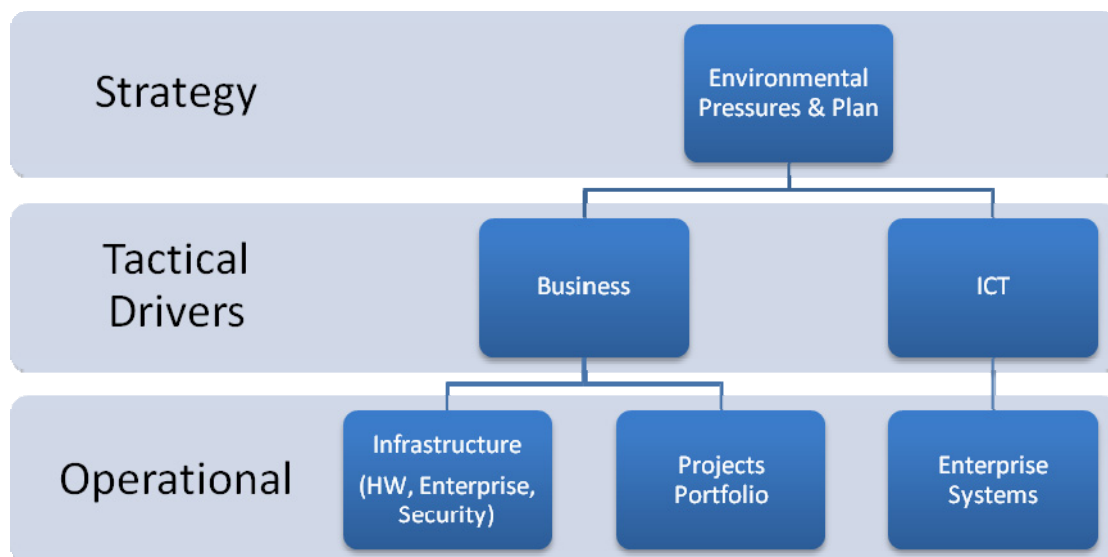 Strategy
Environmental
Pressures & Plan
Tactical
Drivers
Business
ICT
Operational
Infrastructure
(HW, Enterprise,
Security)
Projects
Portfolio
Enterprise
Systems